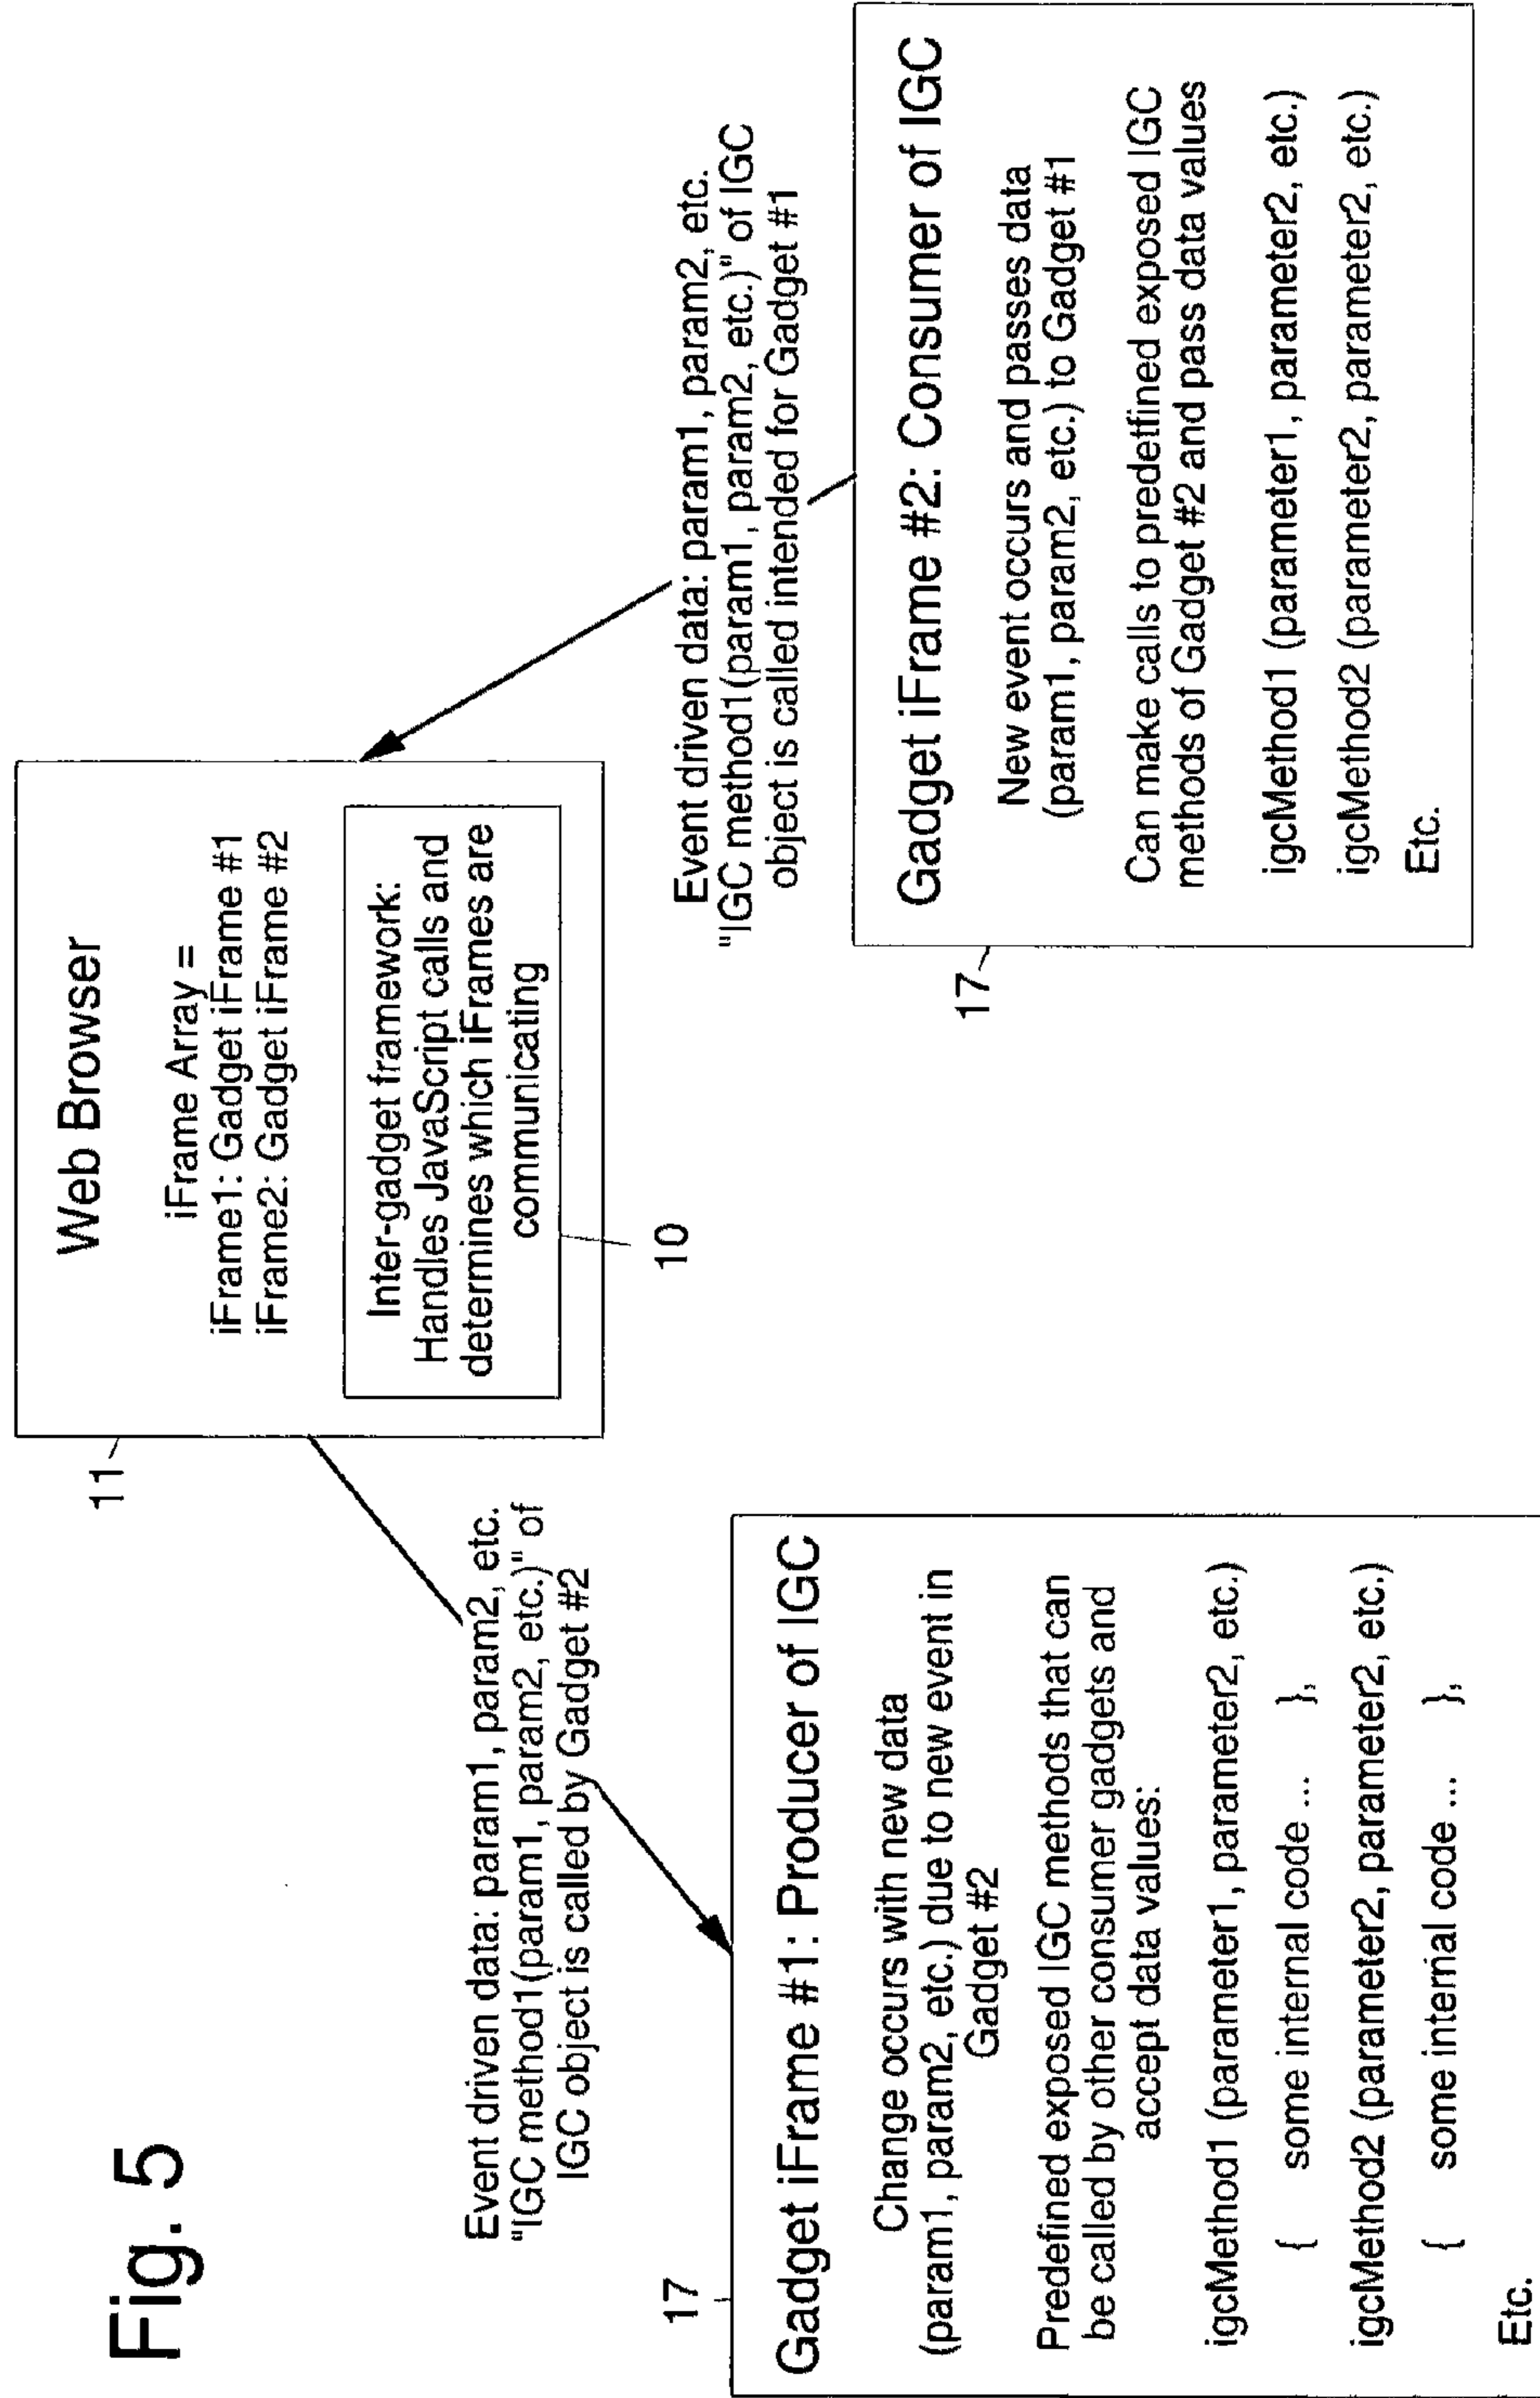 Fig. 5
11
Web Browser
iFrame Array =
iFrame1: Gadget iFrame #1
iFrame2: Gadget iFrame #2
Inter-gadget framework:
Handles JavaScript calls and
determines which iFrames are
communicating
10
Event driven data: param1, param2, etc.
"IGC method1(param1, param2, etc.)" of
IGC object is called by Gadget #2
Event driven data: param1, param2, etc.
"IGC method1(param1, param2, etc.)" of IGC
object is called intended for Gadget #1
17
Gadget iFrame #1: Producer of IGC
Change occurs with new data
(param1, param2, etc.) due to new event in
Gadget #2
Predefined exposed IGC methods that can
be called by other consumer gadgets and
accept data values:
igcMethod1 (parameter1, parameter2, etc.)
{ some internal code ... },
igcMethod2 (parameter2, parameter2, etc.)
{ some internal code ... },
Etc.
17
Gadget iFrame #2: Consumer of IGC
New event occurs and passes data
(param1, param2, etc.) to Gadget #1
Can make calls to predetfined exposed IGC
methods of Gadget #2 and pass data values
igcMethod1 (parameter1, parameter2, etc.)
igcMethod2 (parameter2, parameter2, etc.)
Etc.